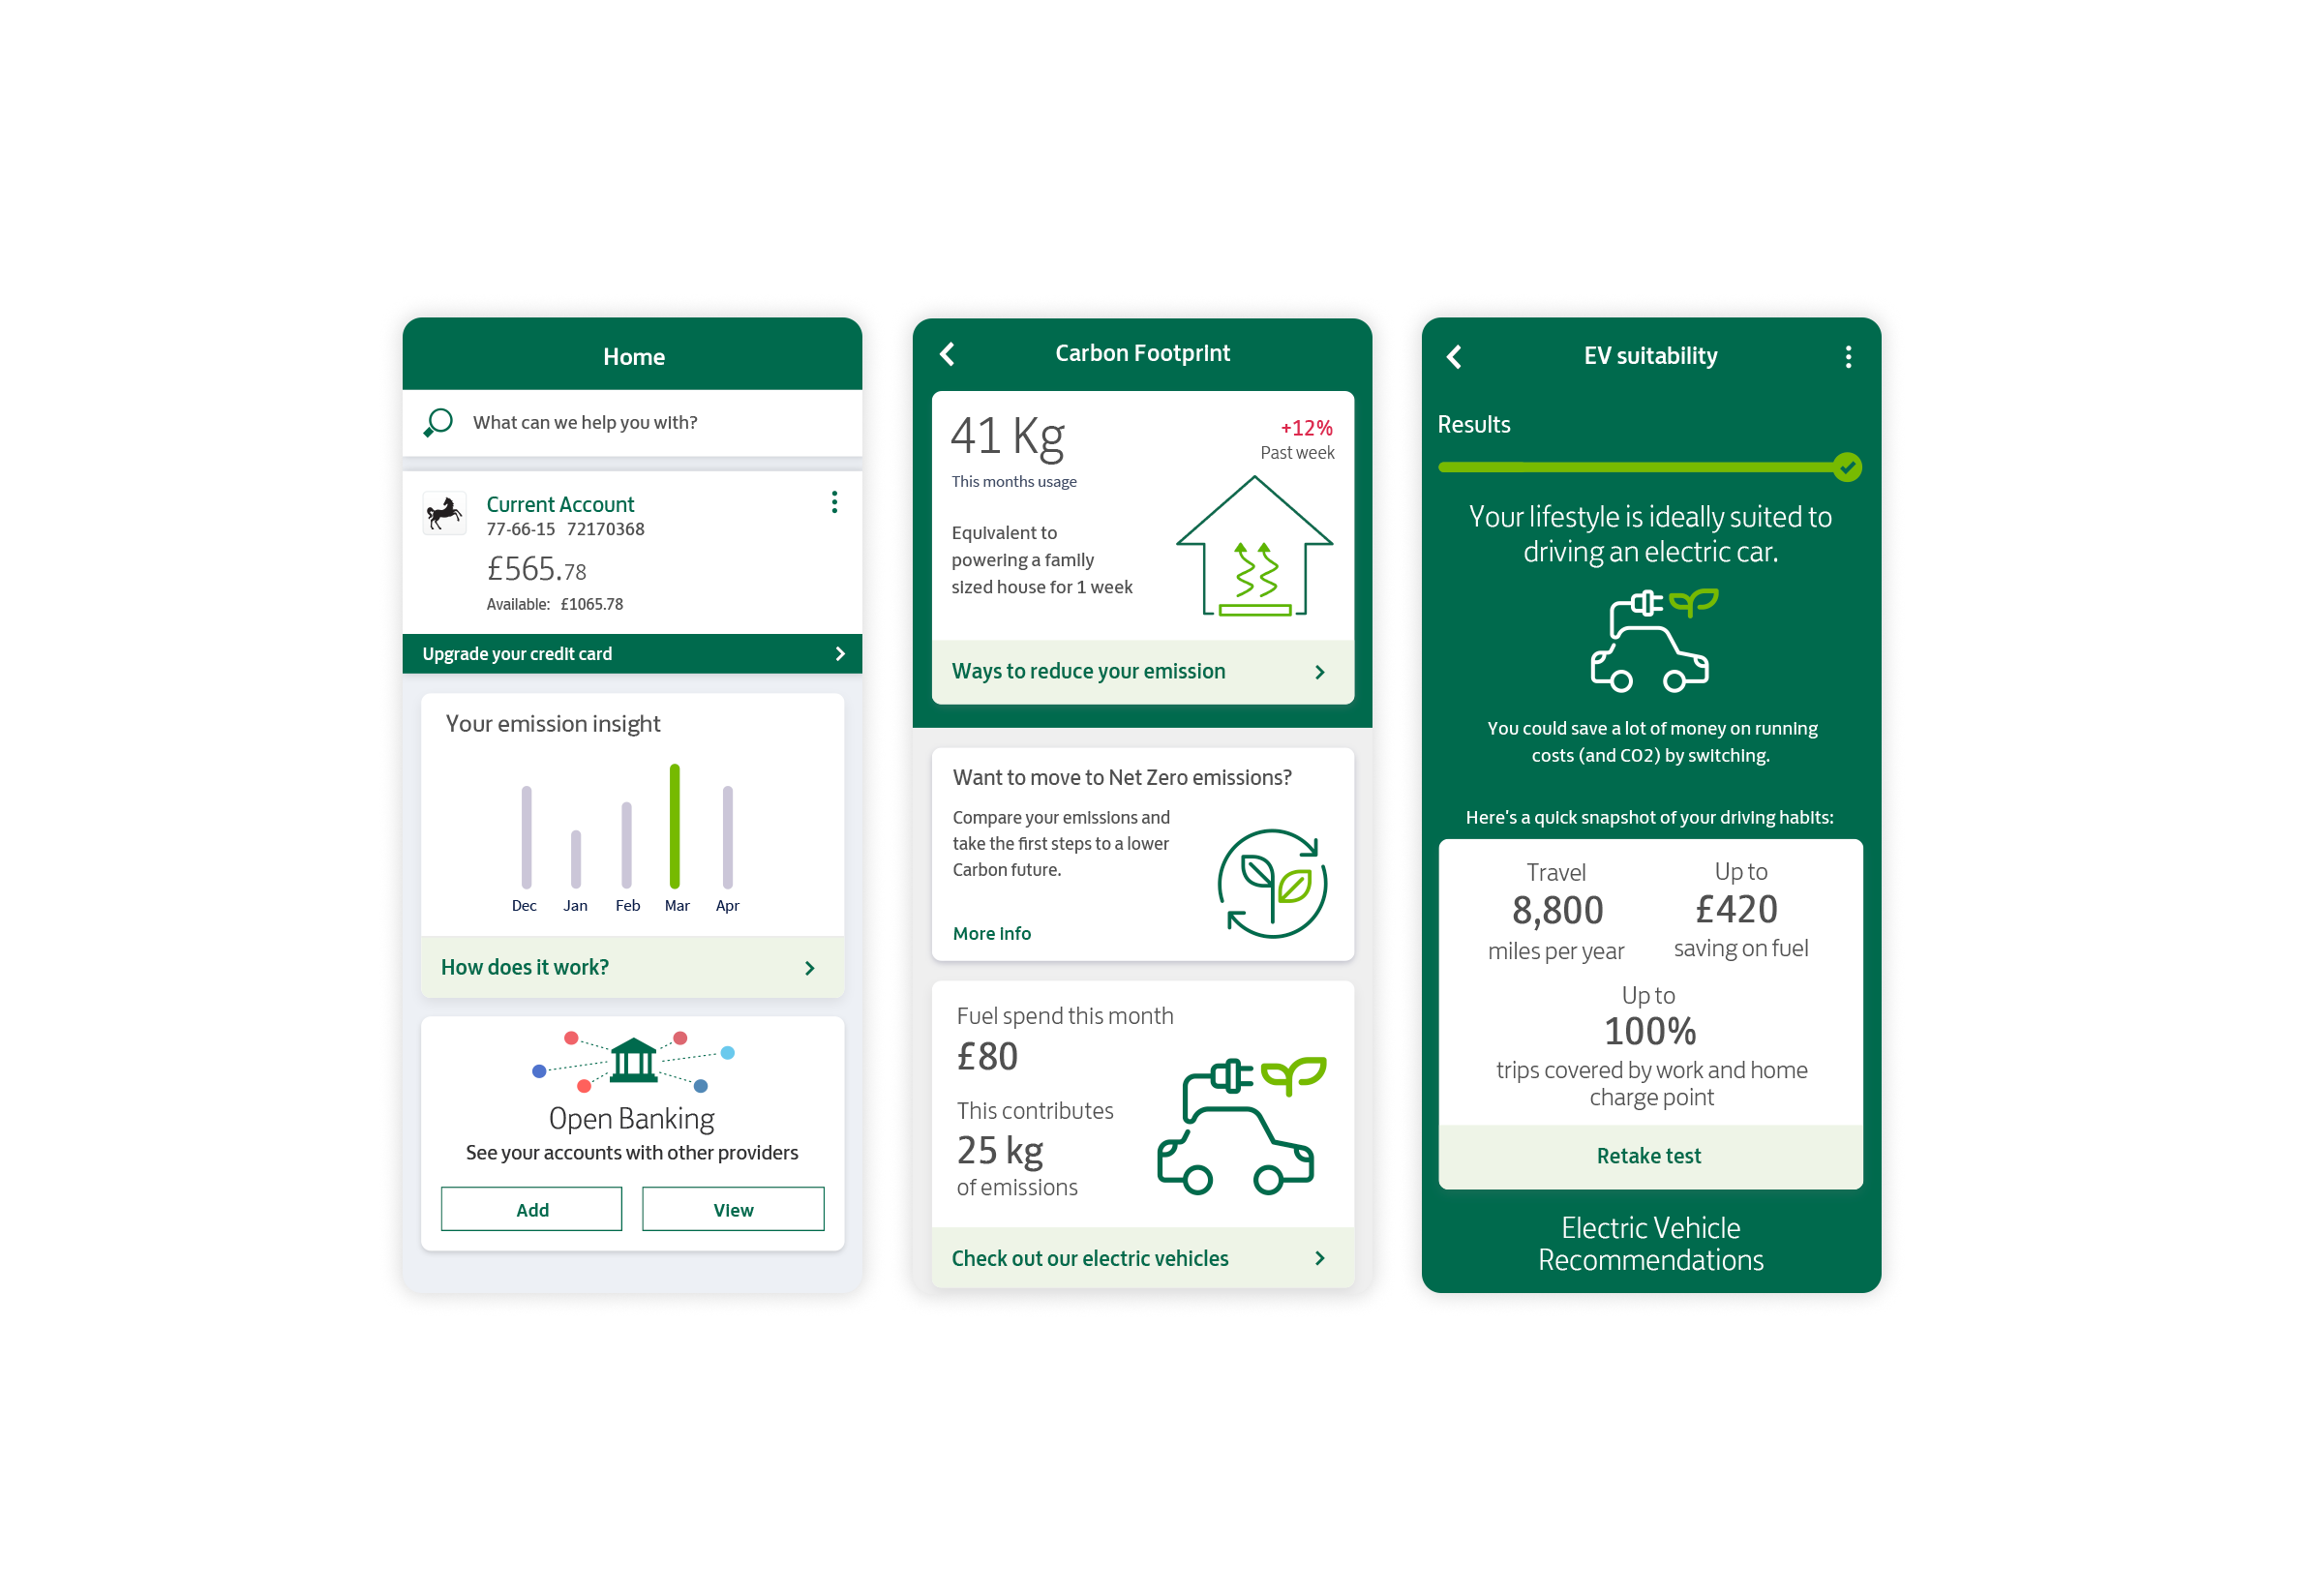 Home
What can we help you with?
Current Account
77-66-15 72170368
£565.78
Available: £1065.78
Upgrade your credit card
Your emission insight
Dec Jan Feb Mar Apr
How does it work?
Open Banking
See your accounts with other providers
Add View
Carbon Footprint
41 Kg
+12%
Past week
This months usage
Equivalent to
powering a family
sized house for 1 week
Ways to reduce your emission
Want to move to Net Zero emissions?
Compare your emissions and
take the first steps to a lower
Carbon future.
More info
Fuel spend this month
£80
This contributes
25 kg
of emissions
Check out our electric vehicles
EV suitability
Results
Your lifestyle is ideally suited to
driving an electric car.
You could save a lot of money on running
costs (and CO2) by switching.
Here's a quick snapshot of your driving habits:
Travel
8,800
miles per year
Up to
£420
saving on fuel
Up to
100%
trips covered by work and home
charge point
Retake test
Electric Vehicle
Recommendations